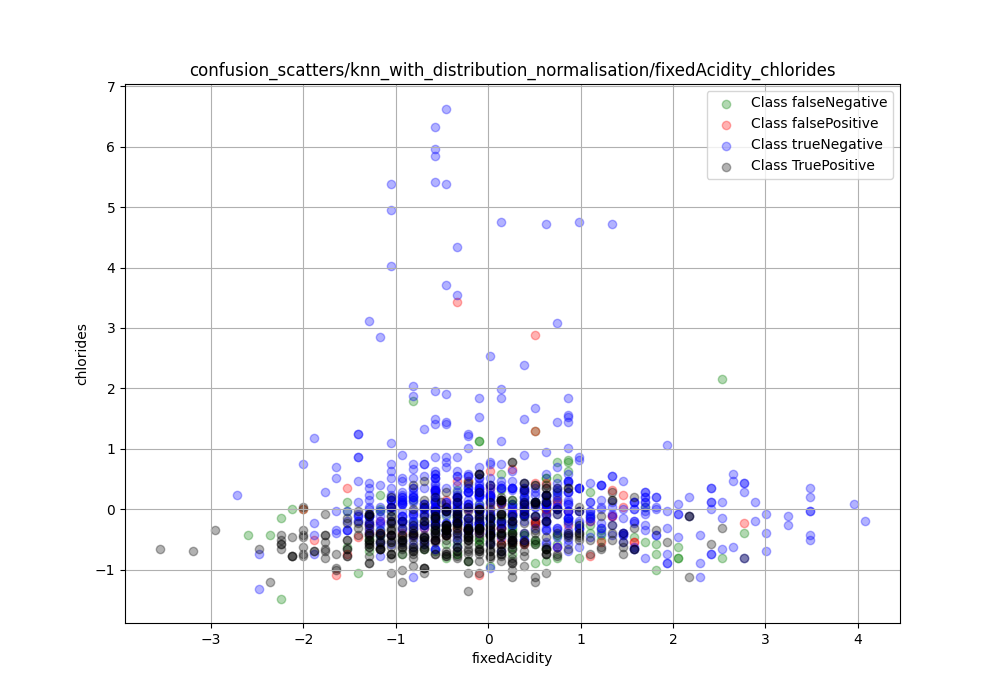 confusion_scatters/knn_with_distribution_normalisation/fixedAcidity_chlorides
Class falseNegative
Class falsePositive
Class trueNegative
Class TruePositive
7
6
5
4
3
2
1
0
−1
chlorides
−3 −2 −1 0 1 2 3 4
fixedAcidity